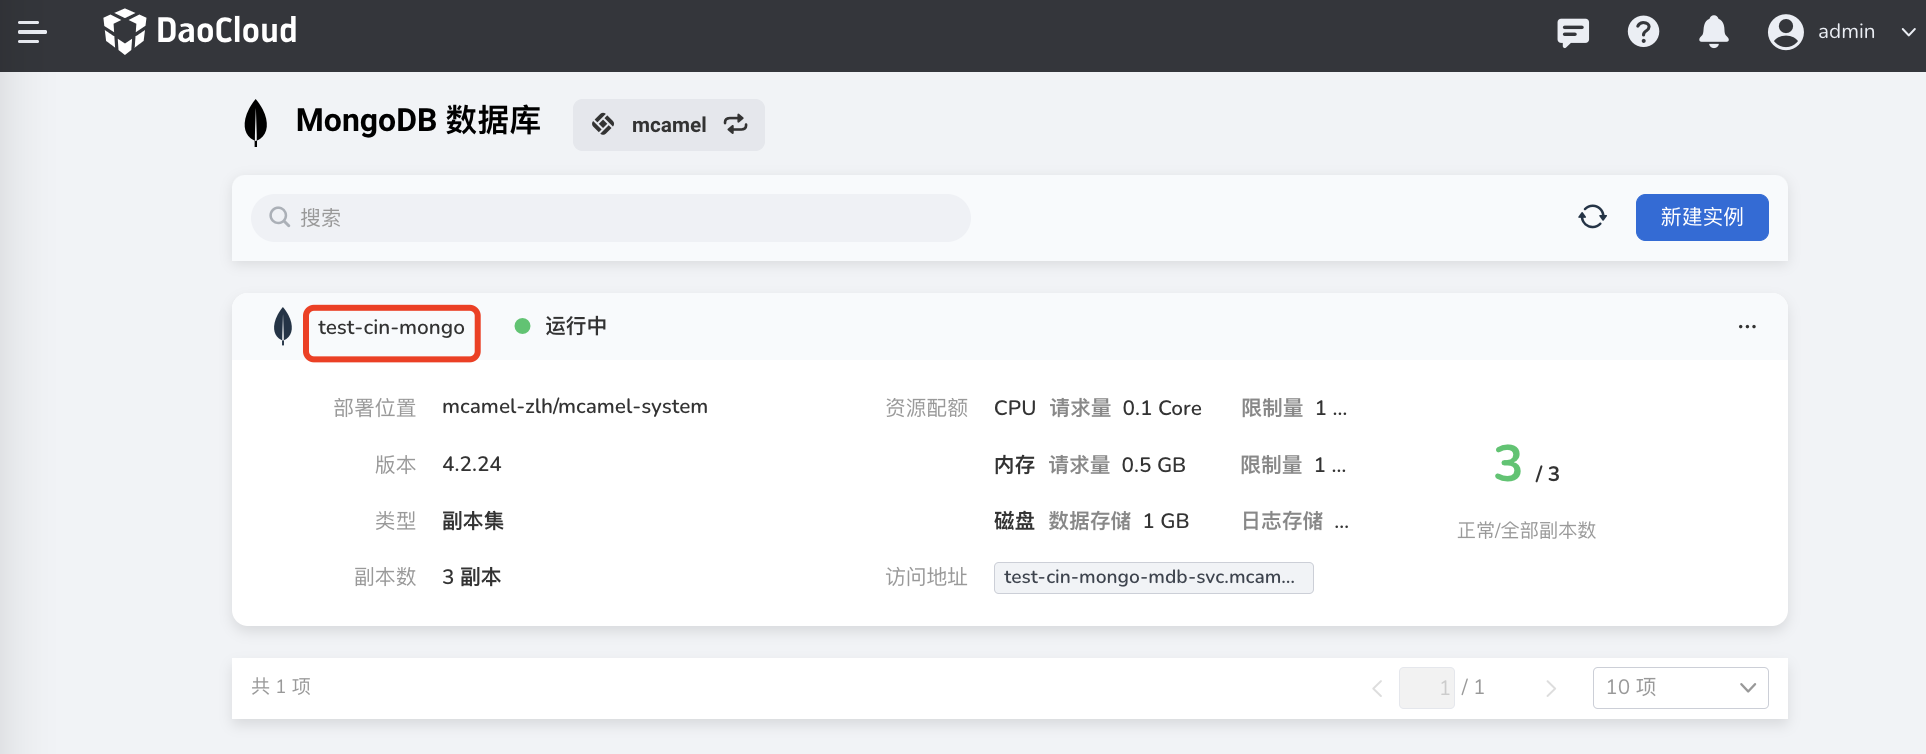 DaoCloud
admin
MongoDB 数据库
mcamel
搜索
新建实例
test-cin-mongo
运行中
...
部署位置 mcamel-zlh/mcamel-system
资源配额 CPU 请求量 0.1 Core 限制量 1 ...
版本 4.2.24
内存 请求量 0.5 GB 限制量 1 ...
3 / 3
类型 副本集
磁盘 数据存储 1 GB 日志存储 ...
正常/全部副本数
副本数 3 副本
访问地址 test-cin-mongo-mdb-svc.mcam...
共 1 项
1 / 1
10 项